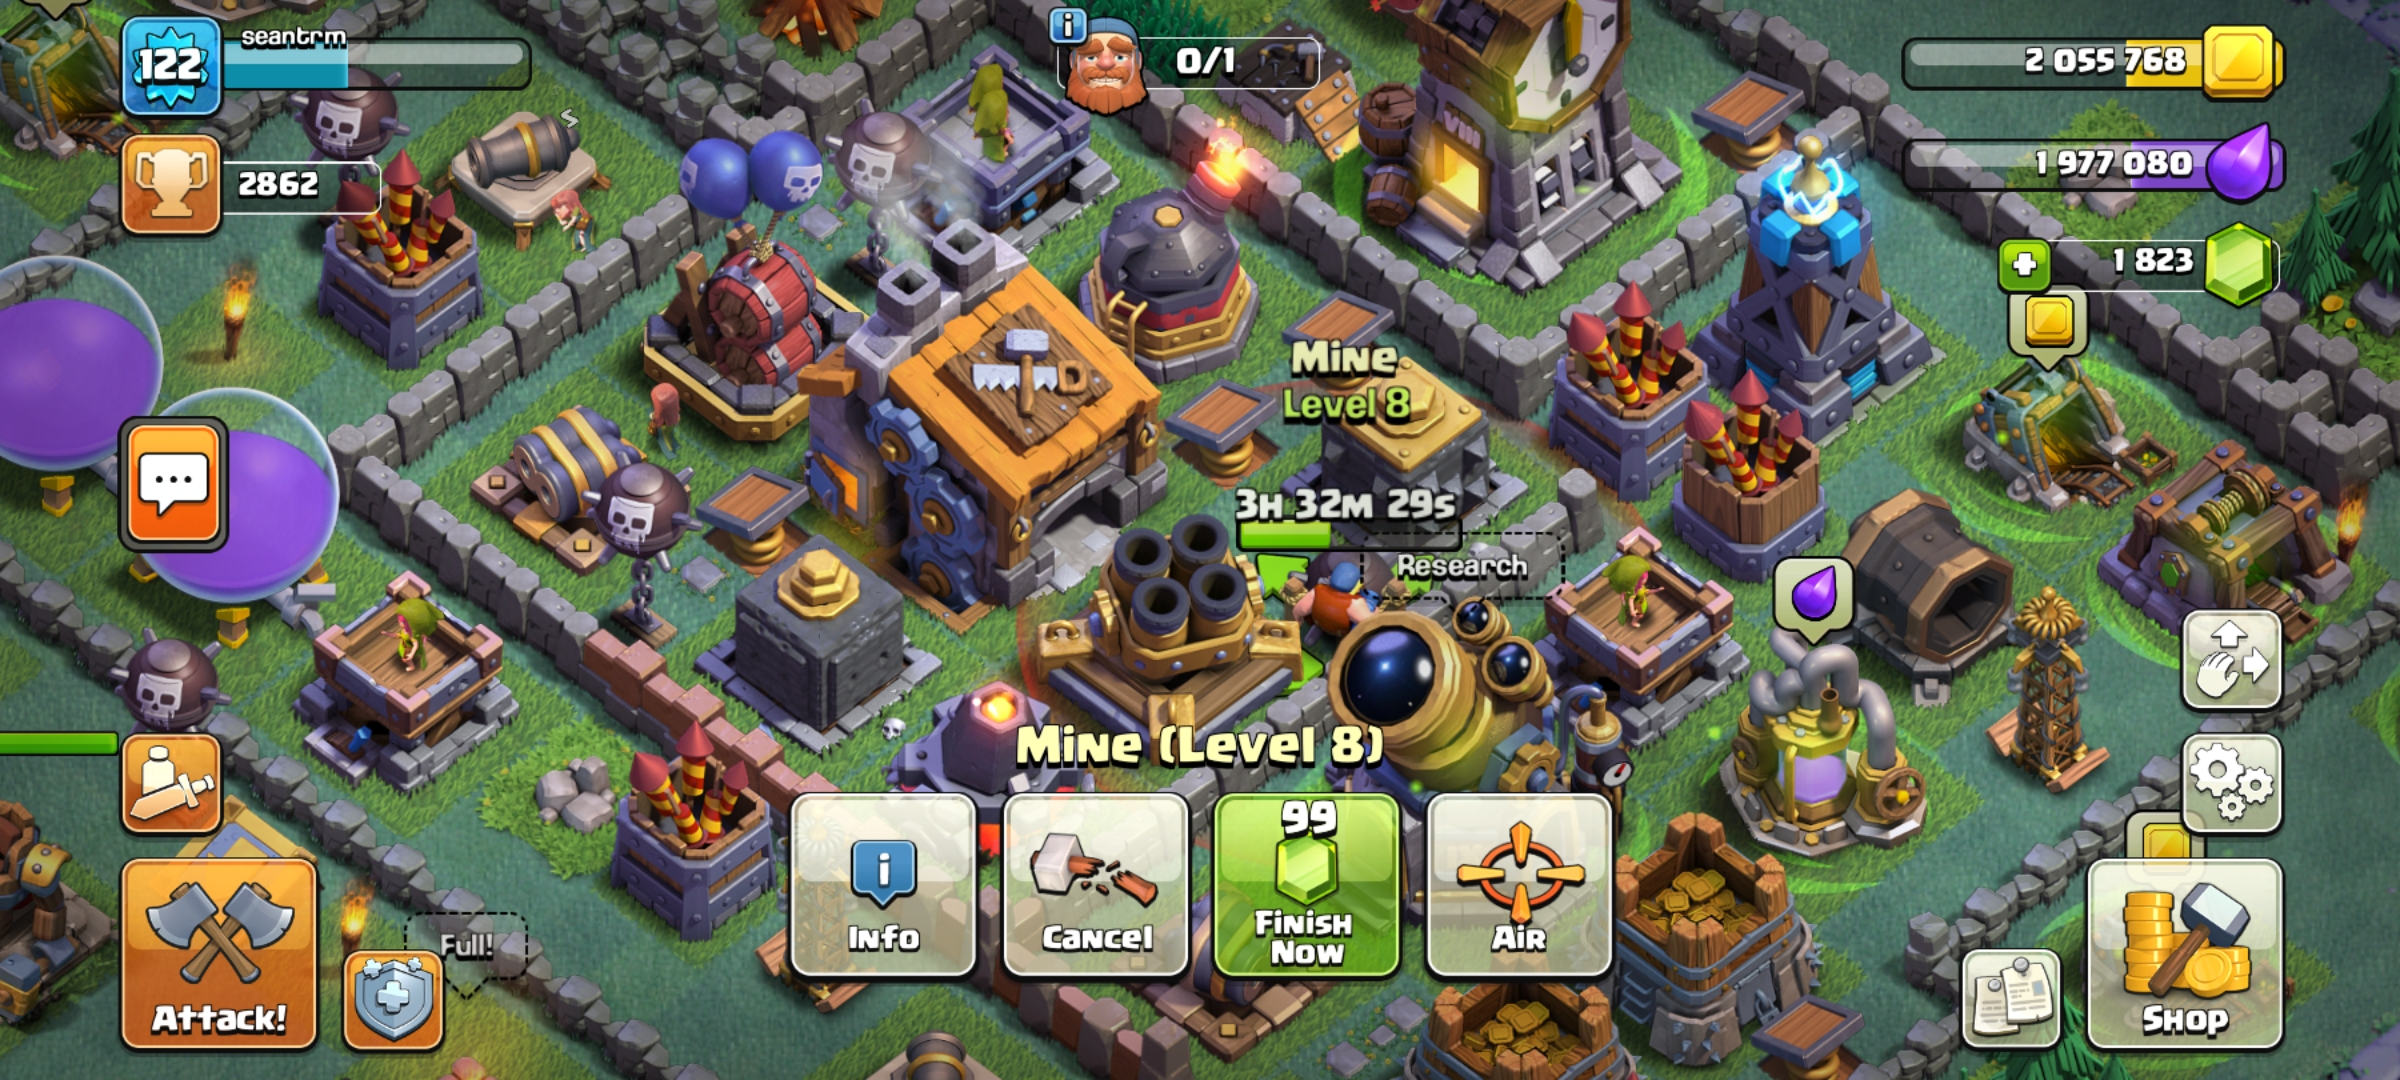 122
seantrm
i
0/1
2 055 768
2862
1 977 080
1 823
VIII
Mine
Level 8
3h 32m 29s
Research
Mine (Level 8)
i
Info
Cancel
99
Finish
Now
Air
Attack!
Full!
Shop